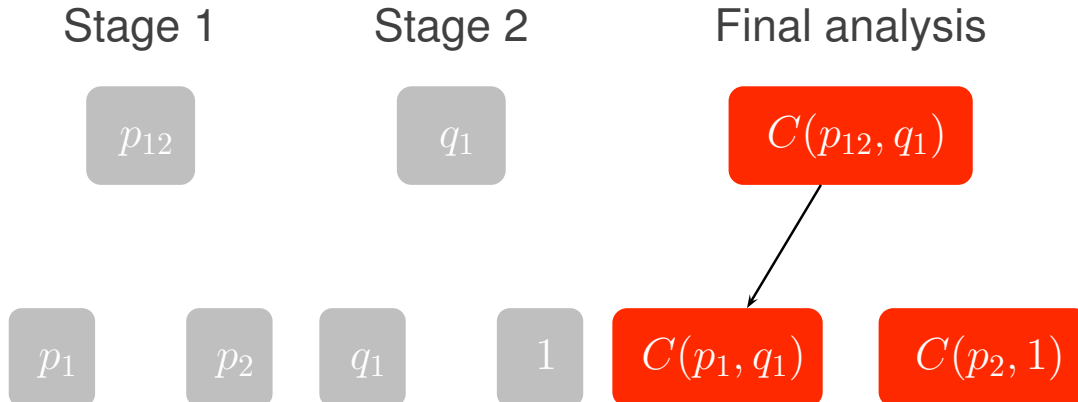 Stage 1 Stage 2 Final analysis
p₁₂ q₁ C(p₁₂, q₁)
p₁ p₂ q₁ 1 C(p₁, q₁) C(p₂, 1)